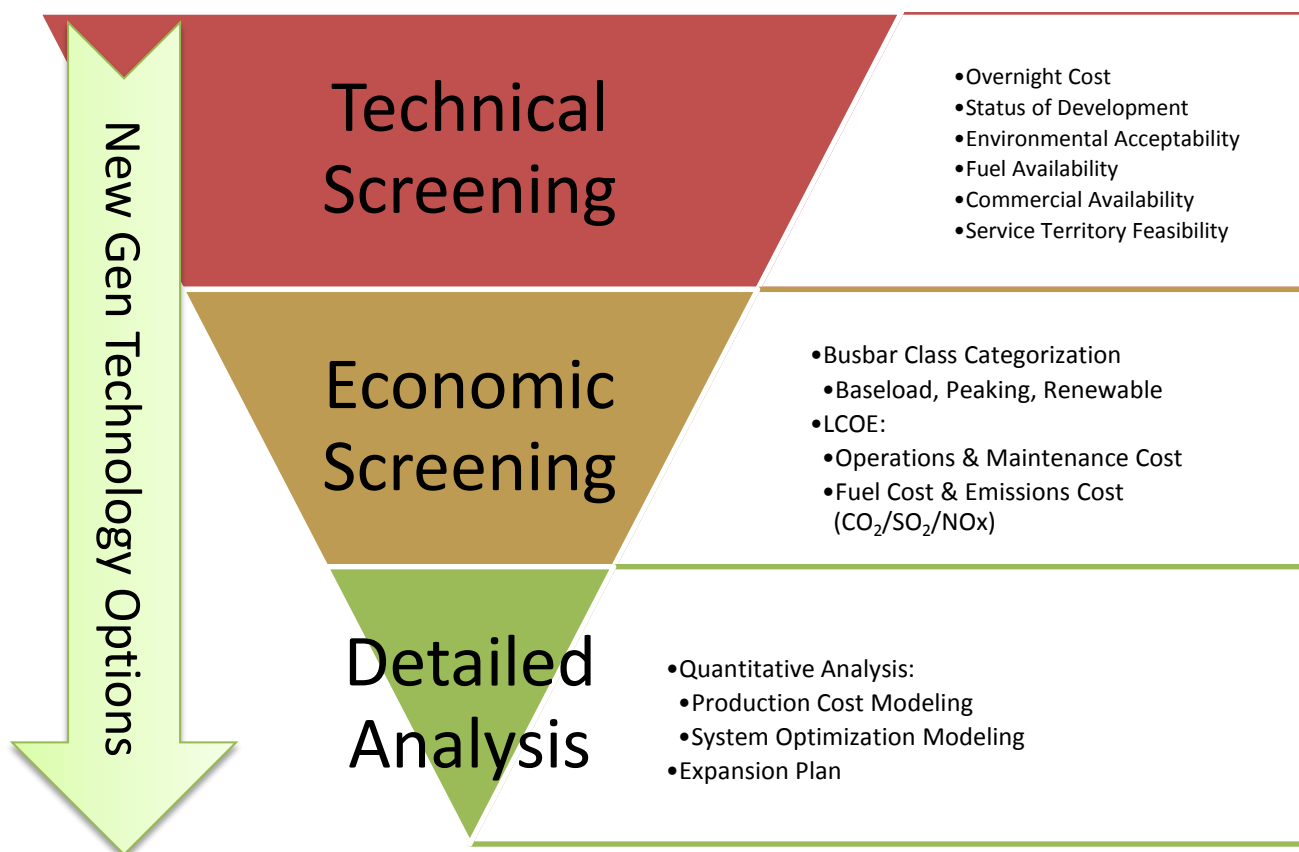 New Gen Technology Options
Technical
Screening
•Overnight Cost
•Status of Development
•Environmental Acceptability
•Fuel Availability
•Commercial Availability
•Service Territory Feasibility
Economic
Screening
•Busbar Class Categorization
•Baseload, Peaking, Renewable
•LCOE:
•Operations & Maintenance Cost
•Fuel Cost & Emissions Cost
(CO₂/SO₂/NOx)
Detailed
Analysis
•Quantitative Analysis:
•Production Cost Modeling
•System Optimization Modeling
•Expansion Plan